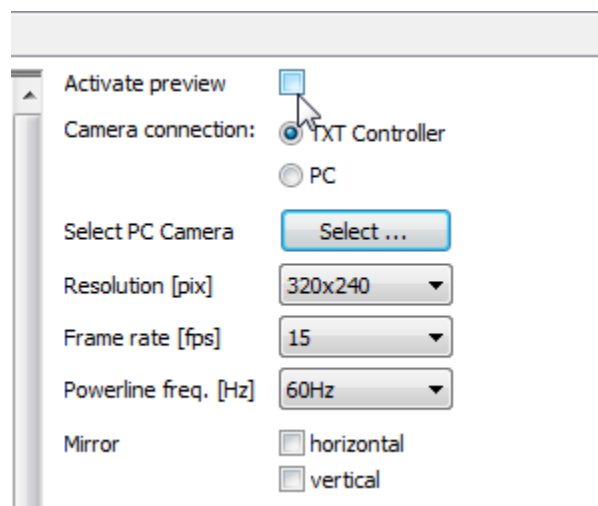 Activate preview
Camera connection: TXT Controller
PC
Select PC Camera Select ...
Resolution [pix] 320x240
Frame rate [fps] 15
Powerline freq. [Hz] 60Hz
Mirror horizontal
vertical